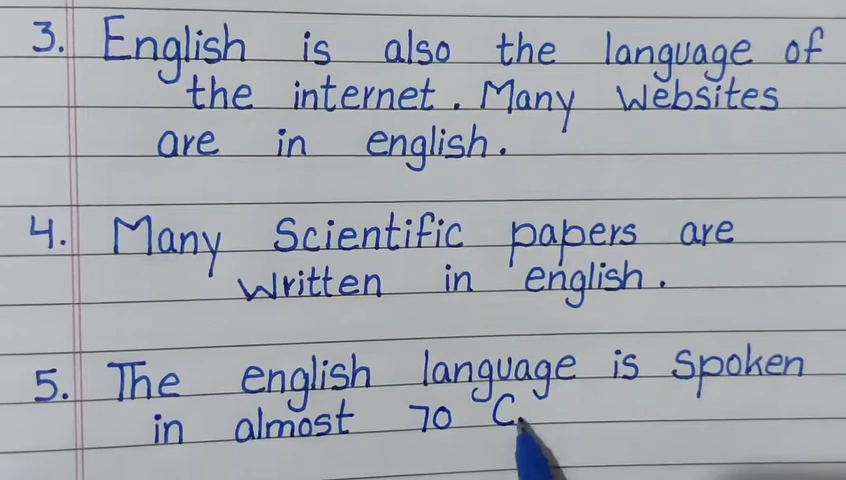 3. English is also the language of
the internet. Many Websites
are in english.
4. Many Scientific papers are
Written in english.
5. The english language is spoken
in almost 70 C